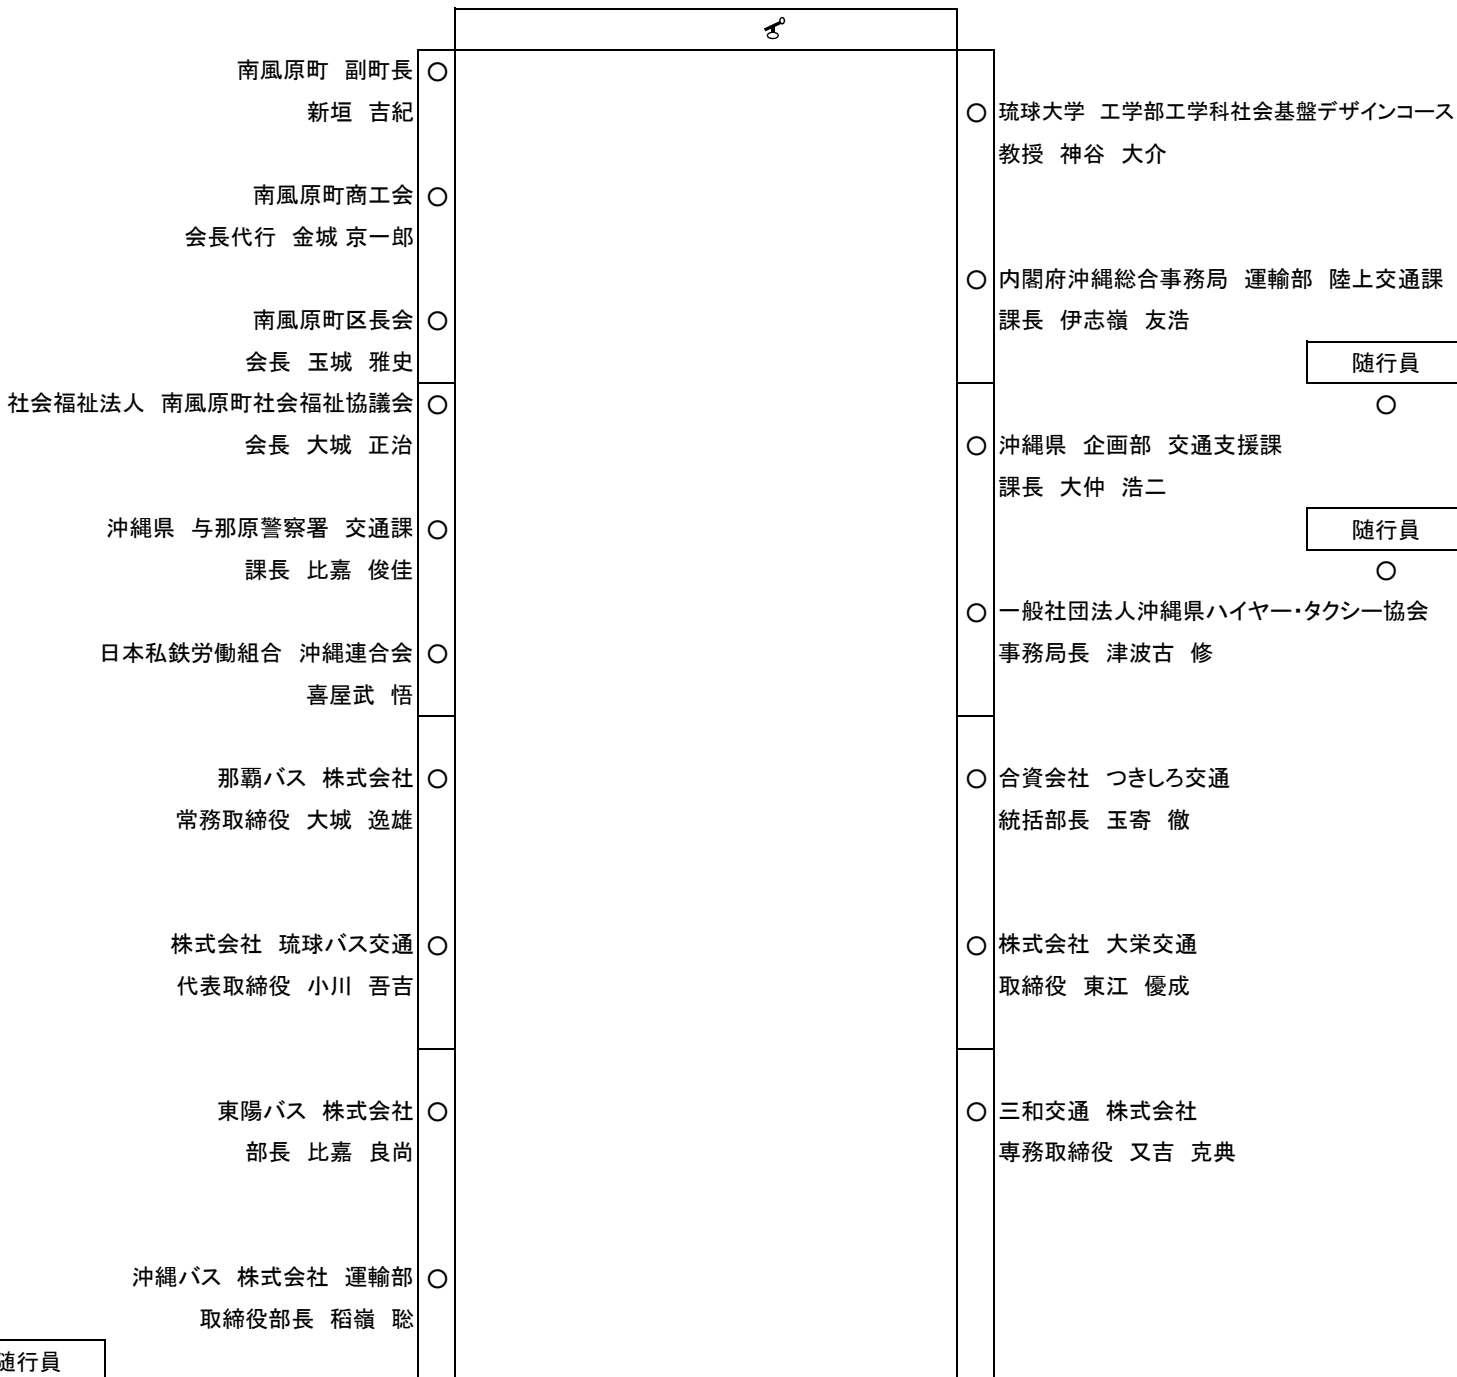 南風原町 副町長
新垣 吉紀
南風原町商工会
会長代行 金城 京一郎
南風原町区長会
会長 玉城 雅史
社会福祉法人 南風原町社会福祉協議会
会長 大城 正治
沖縄県 与那原警察署 交通課
課長 比嘉 俊佳
日本私鉄労働組合 沖縄連合会
喜屋武 悟
那覇バス 株式会社
常務取締役 大城 逸雄
株式会社 琉球バス交通
代表取締役 小川 吾吉
東陽バス 株式会社
部長 比嘉 良尚
沖縄バス 株式会社 運輸部
取締役部長 稲嶺 聡
随行員
琉球大学 工学部工学科社会基盤デザインコース
教授 神谷 大介
内閣府沖縄総合事務局 運輸部 陸上交通課
課長 伊志嶺 友浩
随行員
沖縄県 企画部 交通支援課
課長 大仲 浩二
随行員
一般社団法人沖縄県ハイヤー・タクシー協会
事務局長 津波古 修
合資会社 つきしろ交通
統括部長 玉寄 徹
株式会社 大栄交通
取締役 東江 優成
三和交通 株式会社
専務取締役 又吉 克典